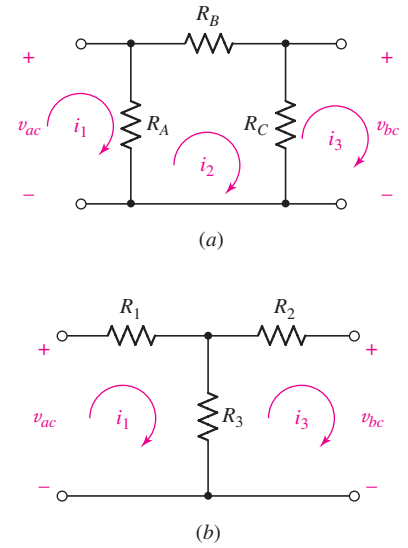 R_B
+ +
v_ac i_1 R_A R_C i_3 v_bc
i_2
− −
(a)
R_1 R_2
+ +
v_ac i_1 R_3 i_3 v_bc
− −
(b)